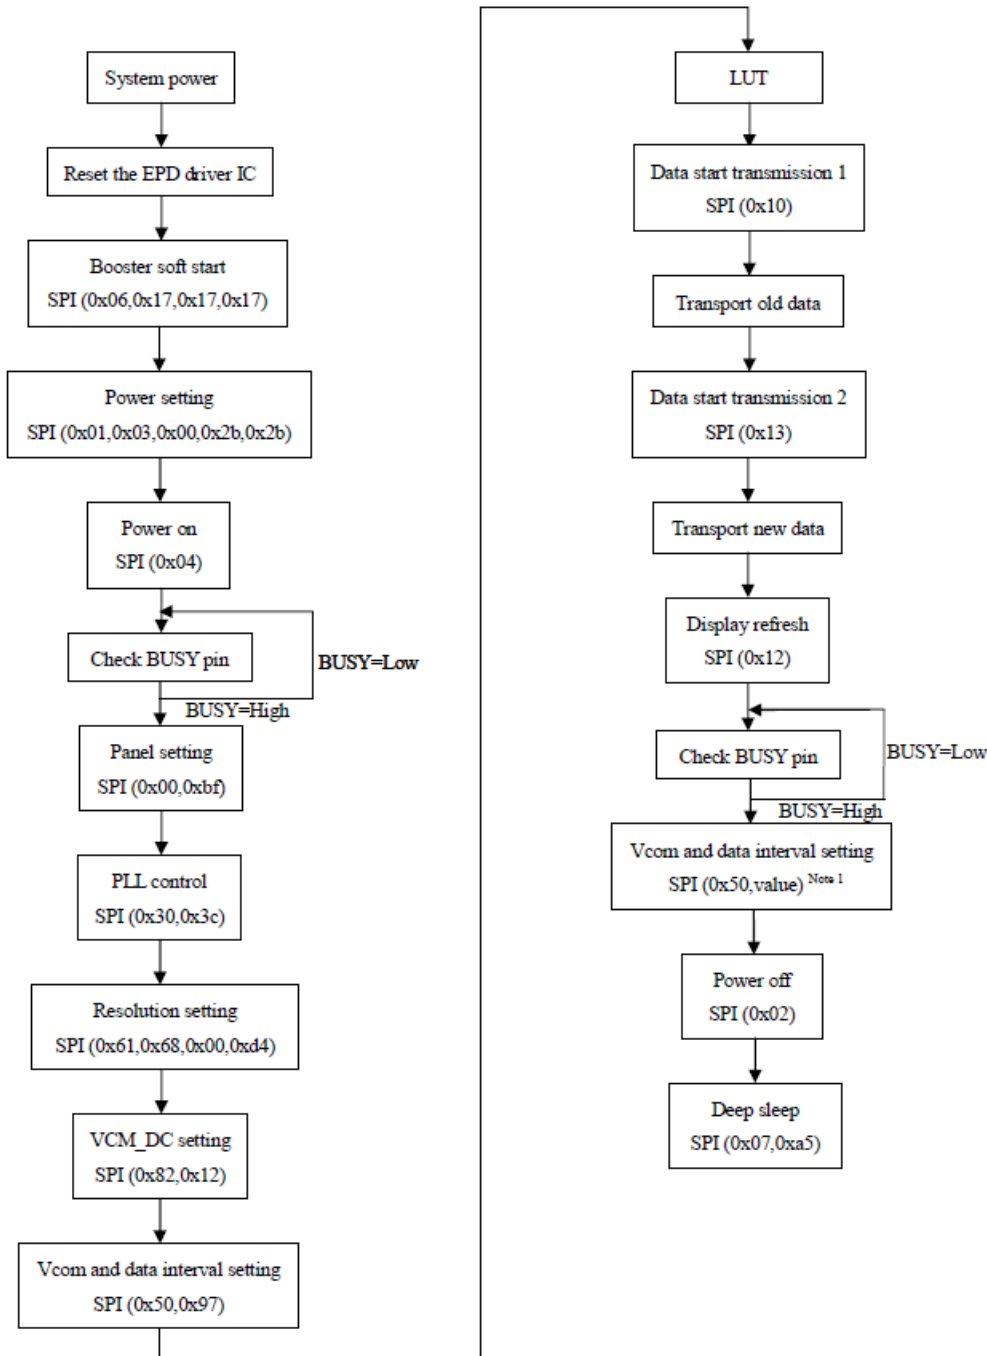 System power
Reset the EPD driver IC
Booster soft start
SPI (0x06,0x17,0x17,0x17)
Power setting
SPI (0x01,0x03,0x00,0x2b,0x2b)
Power on
SPI (0x04)
Check BUSY pin
BUSY=Low
BUSY=High
Panel setting
SPI (0x00,0xbf)
PLL control
SPI (0x30,0x3c)
Resolution setting
SPI (0x61,0x68,0x00,0xd4)
VCM_DC setting
SPI (0x82,0x12)
Vcom and data interval setting
SPI (0x50,0x97)
LUT
Data start transmission 1
SPI (0x10)
Transport old data
Data start transmission 2
SPI (0x13)
Transport new data
Display refresh
SPI (0x12)
Check BUSY pin
BUSY=Low
BUSY=High
Vcom and data interval setting
SPI (0x50,value) Note 1
Power off
SPI (0x02)
Deep sleep
SPI (0x07,0xa5)